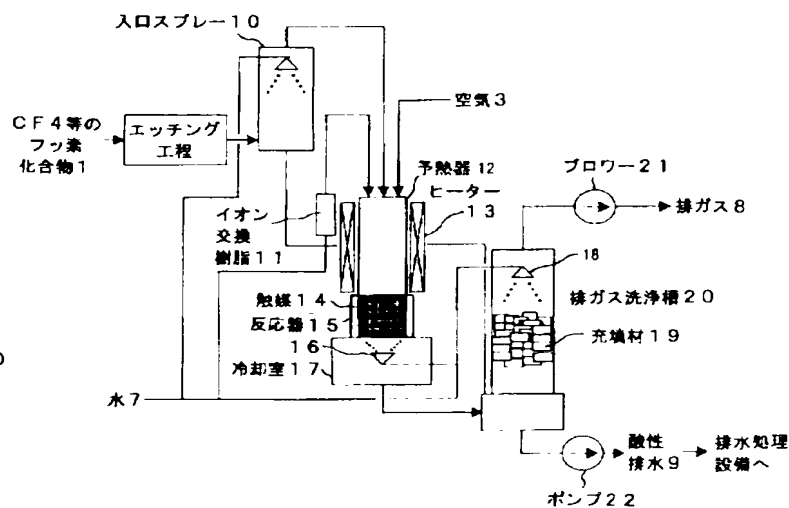 入口スプレー10
CF4等の
フッ素
化合物1
エッチング
工程
空気3
予熱器12
ヒーター
13
イオン
交換
樹脂11
触媒14
反応器15
16
冷却室17
水7
ブロワー21
排ガス8
18
排ガス洗浄槽20
充填材19
酸性
排水9
排水処理
設備へ
ポンプ22